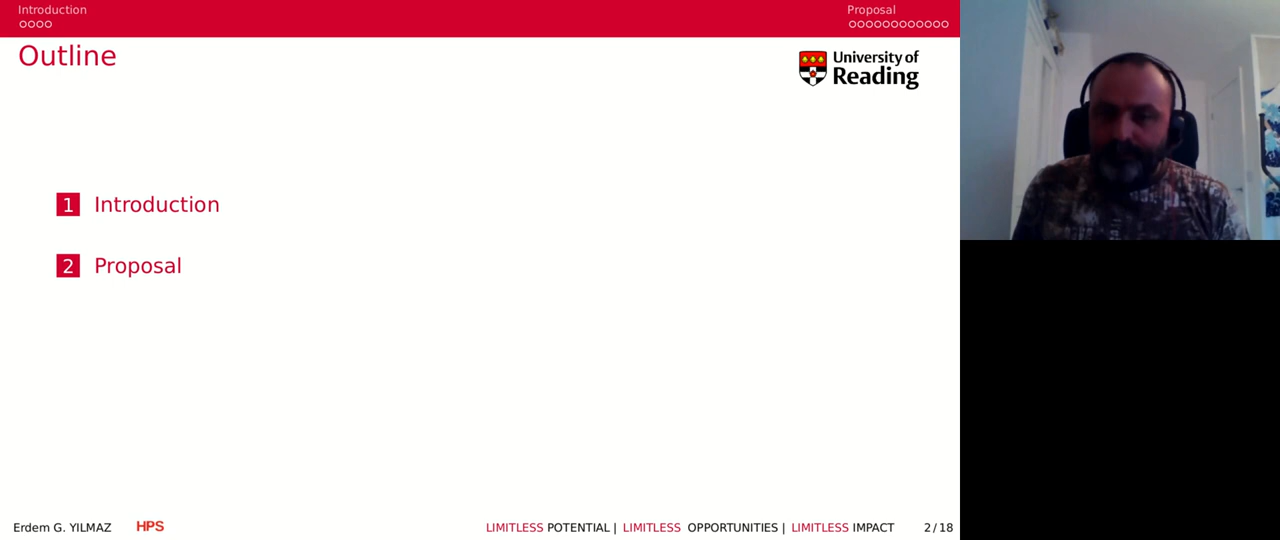 Introduction
Proposal
Outline
University of
Reading
1 Introduction
2 Proposal
Erdem G. YILMAZ
HPS
LIMITLESS POTENTIAL | LIMITLESS OPPORTUNITIES | LIMITLESS IMPACT
2/18